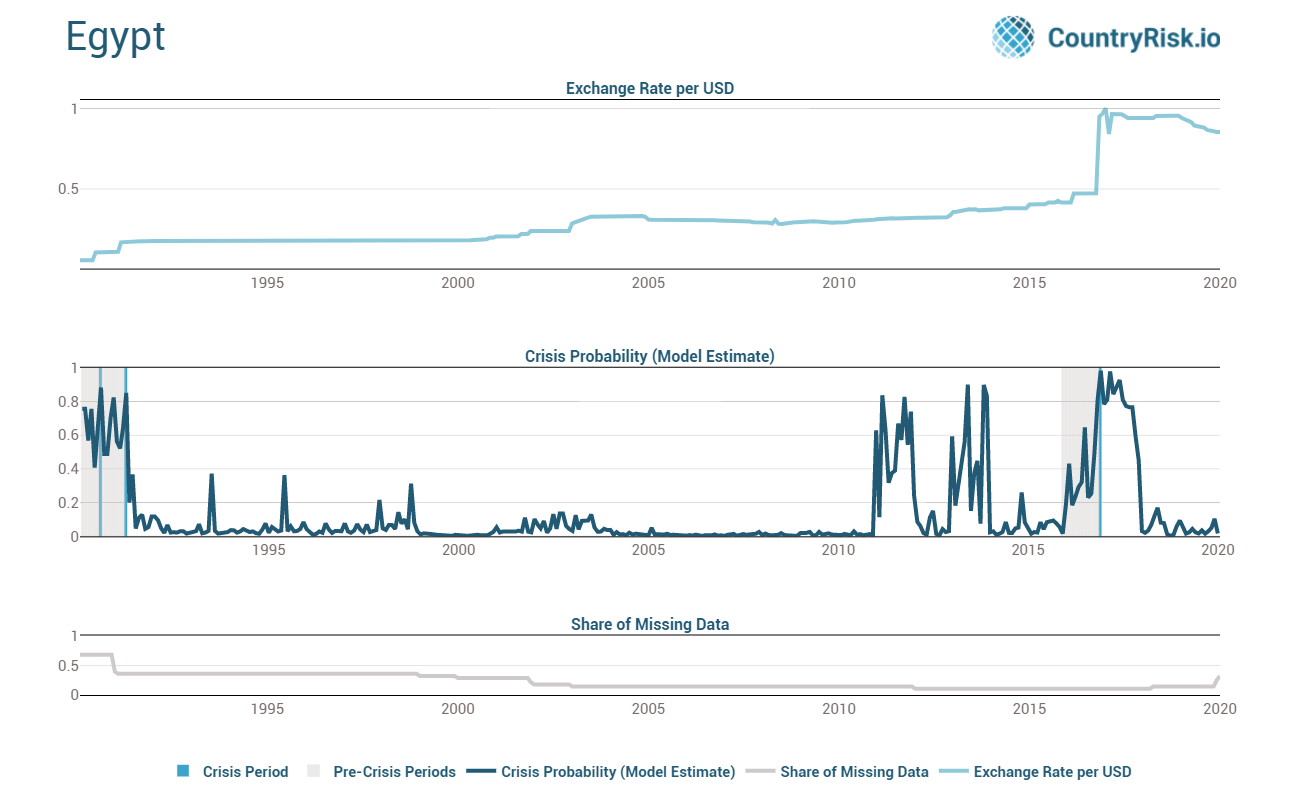 Egypt
CountryRisk.io
Exchange Rate per USD
1
0.5
1995 2000 2005 2010 2015 2020
Crisis Probability (Model Estimate)
1
0.8
0.6
0.4
0.2
0
1995 2000 2005 2010 2015 2020
Share of Missing Data
1
0.5
0
1995 2000 2005 2010 2015 2020
Crisis Period Pre-Crisis Periods Crisis Probability (Model Estimate) Share of Missing Data Exchange Rate per USD